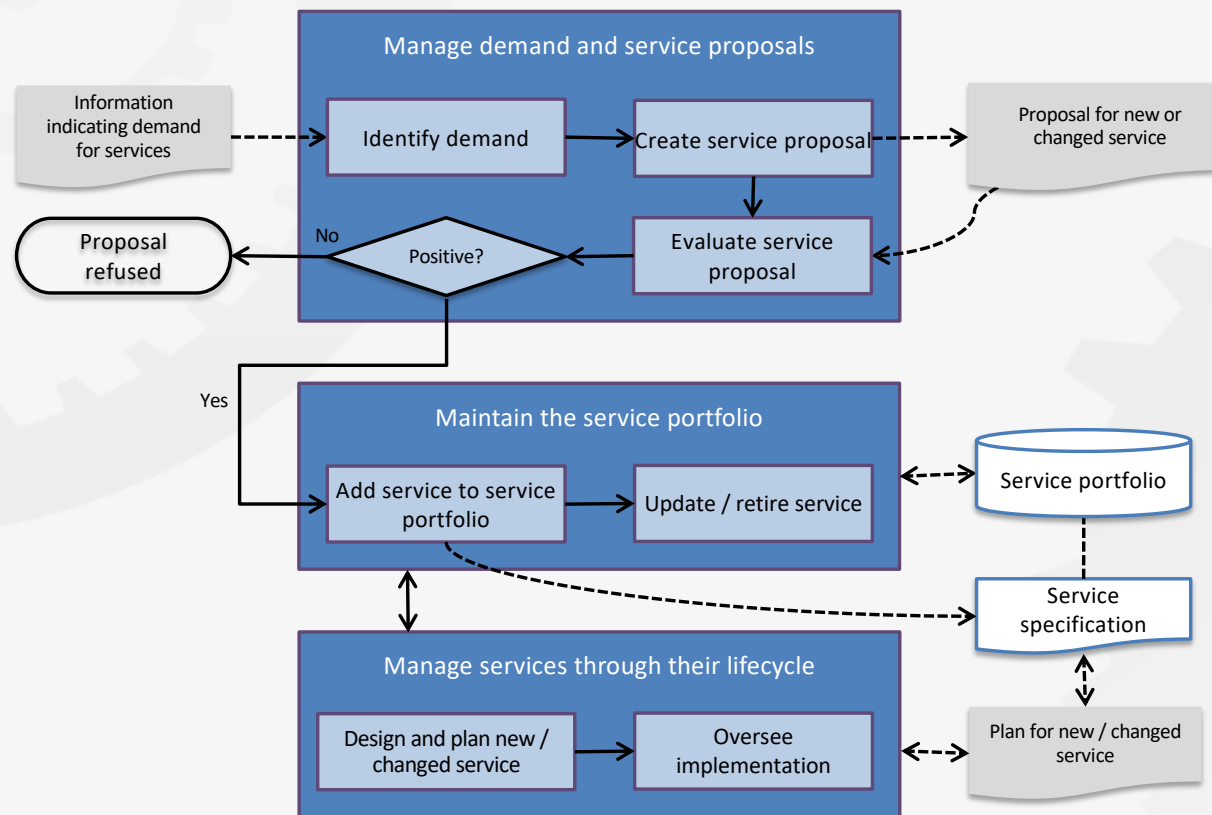 Manage demand and service proposals
Information
indicating demand
for services
Identify demand
Create service proposal
Proposal for new or
changed service
Proposal
refused
No
Positive?
Evaluate service
proposal
Yes
Maintain the service portfolio
Add service to service
portfolio
Update / retire service
Service portfolio
Service
specification
Manage services through their lifecycle
Design and plan new /
changed service
Oversee
implementation
Plan for new / changed
service